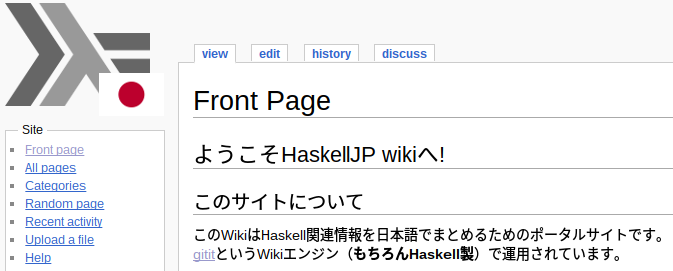 view edit history discuss
Front Page
ようこそHaskellJP wikiへ!
このサイトについて
このWikiはHaskell関連情報を日本語でまとめるためのポータルサイトです。
gititというWikiエンジン（もちろんHaskell製）で運用されています。
Site
Front page
All pages
Categories
Random page
Recent activity
Upload a file
Help